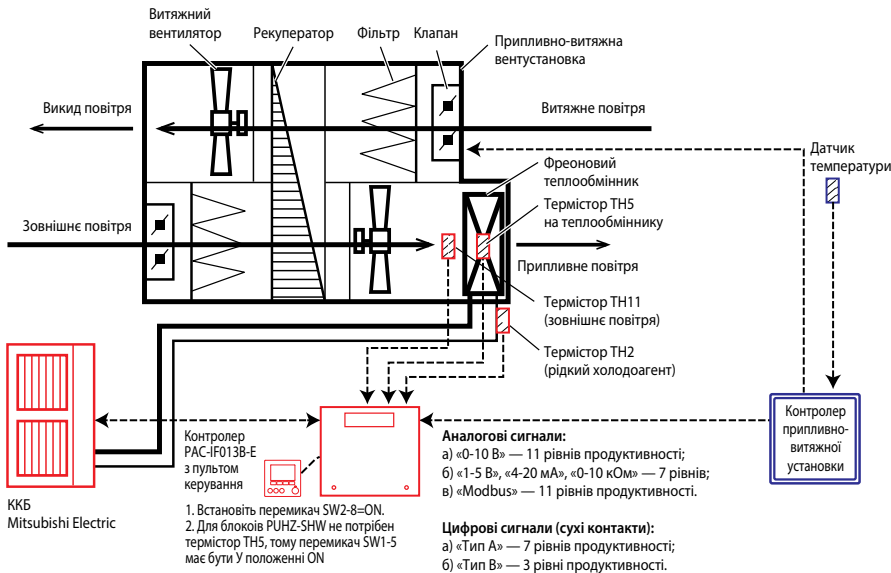 Витяжний
вентилятор
Рекуператор
Фільтр
Клапан
Припливно-витяжна
вентустановка
Викид повітря
Витяжне повітря
Датчик
температури
Фреоновий
теплообмінник
Термістор TH5
на теплообміннику
Зовнішнє повітря
Припливне повітря
Термістор TH11
(зовнішнє повітря)
Термістор TH2
(рідкий холодоагент)
Контролер
PAC-IF013B-E
з пультом
керування
Контролер
припливно-
витяжної
установки
Аналогові сигнали:
а) «0-10 В» — 11 рівнів продуктивності;
б) «1-5 В», «4-20 мА», «0-10 кОм» — 7 рівнів;
в) «Modbus» — 11 рівнів продуктивності.
ККБ
Mitsubishi Electric
1. Встановіть перемикач SW2-8=ON.
2. Для блоків PUHZ-SHW не потрібен
термістор TH5, тому перемикач SW1-5
має бути У положенні ON
Цифрові сигнали (сухі контакти):
а) «Тип А» — 7 рівнів продуктивності;
б) «Тип В» — 3 рівні продуктивності.